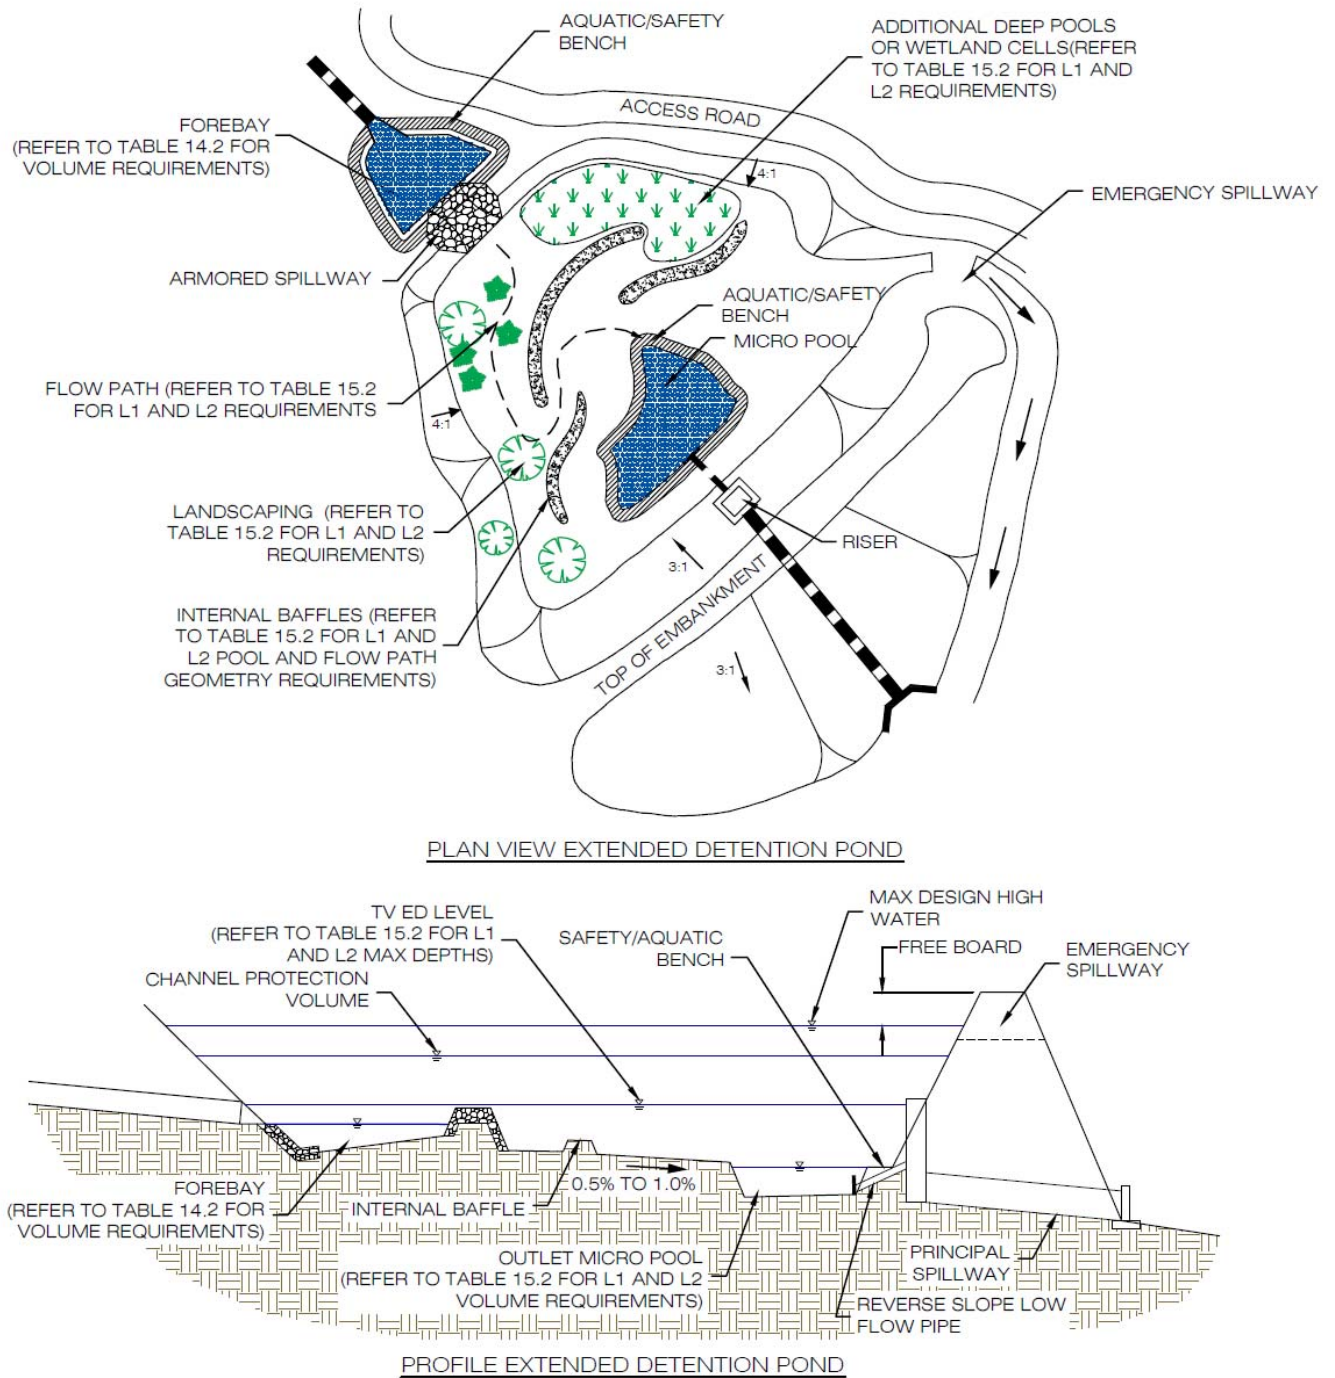 AQUATIC/SAFETY
BENCH
ADDITIONAL DEEP POOLS
OR WETLAND CELLS(REFER
TO TABLE 15.2 FOR L1 AND
L2 REQUIREMENTS)
ACCESS ROAD
FOREBAY
(REFER TO TABLE 14.2 FOR
VOLUME REQUIREMENTS)
4:1
EMERGENCY SPILLWAY
ARMORED SPILLWAY
AQUATIC/SAFETY
BENCH
MICRO POOL
FLOW PATH (REFER TO TABLE 15.2
FOR L1 AND L2 REQUIREMENTS
4:1
LANDSCAPING (REFER TO
TABLE 15.2 FOR L1 AND L2
REQUIREMENTS)
RISER
3:1
INTERNAL BAFFLES (REFER
TO TABLE 15.2 FOR L1 AND
L2 POOL AND FLOW PATH
GEOMETRY REQUIREMENTS)
TOP OF EMBANKMENT
3:1
PLAN VIEW EXTENDED DETENTION POND
TV ED LEVEL
(REFER TO TABLE 15.2 FOR L1
AND L2 MAX DEPTHS)
CHANNEL PROTECTION
VOLUME
SAFETY/AQUATIC
BENCH
MAX DESIGN HIGH
WATER
FREE BOARD
EMERGENCY
SPILLWAY
0.5% TO 1.0%
FOREBAY
(REFER TO TABLE 14.2 FOR
VOLUME REQUIREMENTS)
INTERNAL BAFFLE
OUTLET MICRO POOL
(REFER TO TABLE 15.2 FOR L1 AND L2
VOLUME REQUIREMENTS)
PRINCIPAL
SPILLWAY
REVERSE SLOPE LOW
FLOW PIPE
PROFILE EXTENDED DETENTION POND